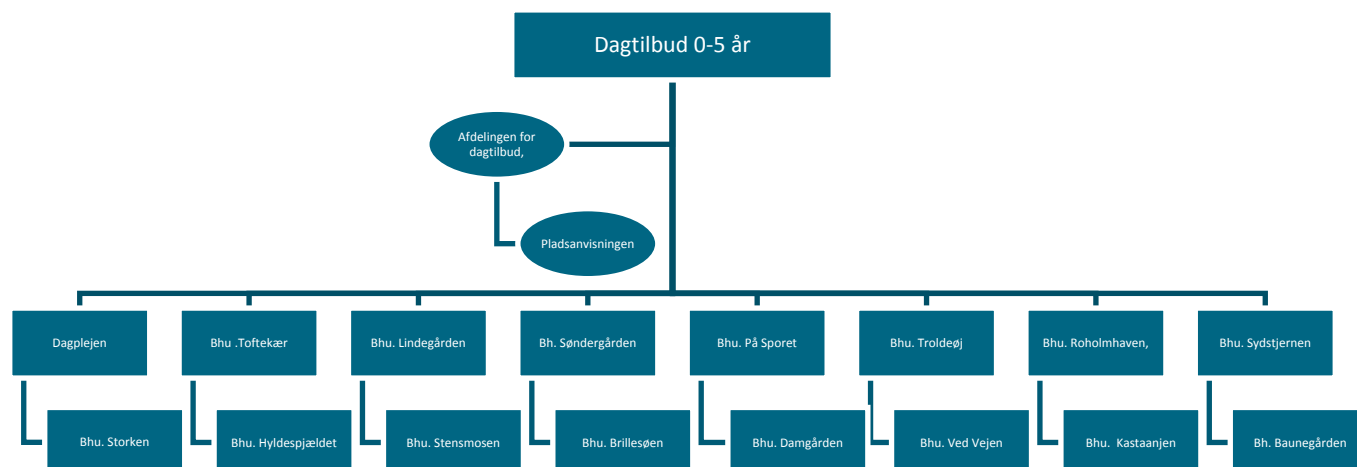 Dagtilbud 0-5 år
Afdelingen for
dagtilbud,
Pladsanvisningen
Dagplejen
Bhu .Toftekær
Bhu. Lindegården
Bh. Søndergården
Bhu. På Sporet
Bhu. Troldeøj
Bhu. Roholmhaven,
Bhu. Sydstjernen
Bhu. Storken
Bhu. Hyldespjældet
Bhu. Stensmosen
Bhu. Brillesøen
Bhu. Damgården
Bhu. Ved Vejen
Bhu. Kastaanjen
Bh. Baunegården